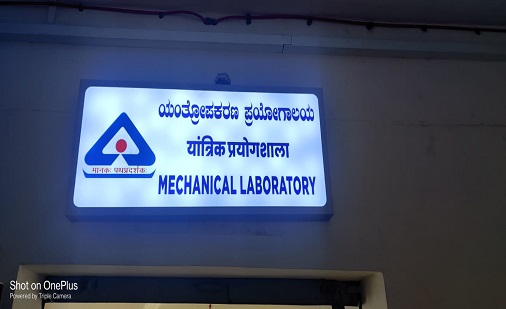 ಯಂತ್ರೋಪಕರಣ ಪ್ರಯೋಗಾಲಯ
यांत्रिक प्रयोगशाला
MECHANICAL LABORATORY
मानकः पथप्रदर्शकः
Shot on OnePlus
Powered by Triple Camera